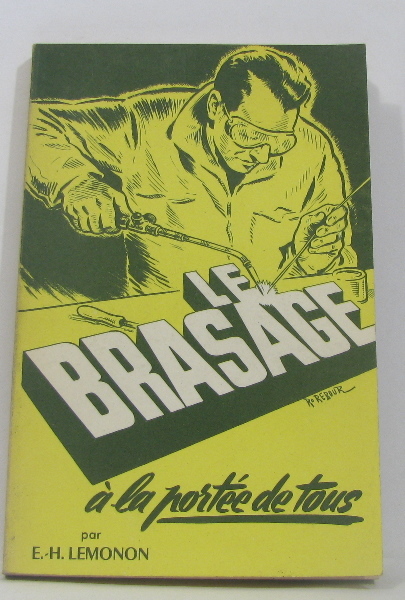 LE
BRASAGE
à la portée de tous
par
E.-H. LEMONON